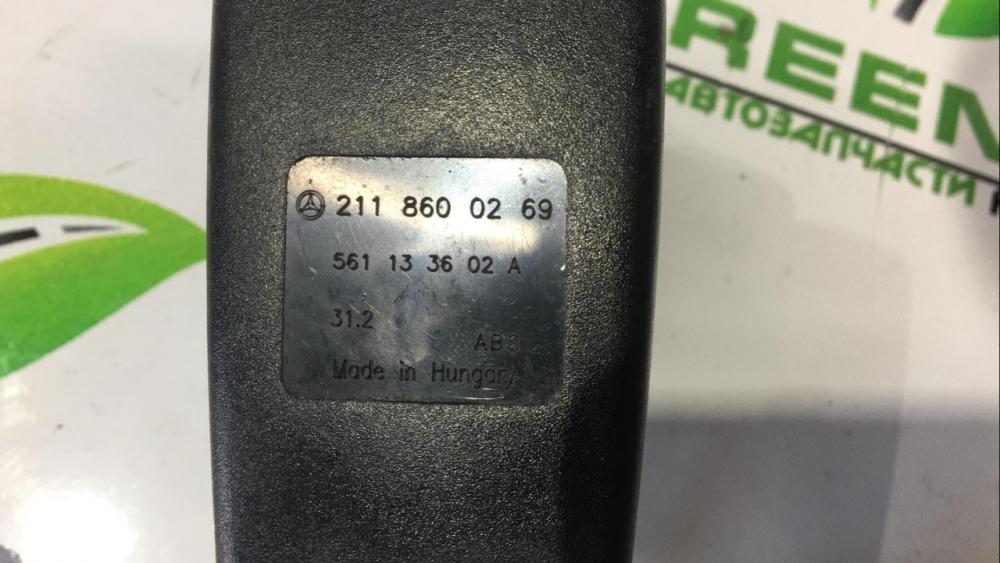 211 860 02 69
561 13 36 02 A
31.2
ABS
Made in Hungary
REEN
АВТОЗАПЧАСТИ